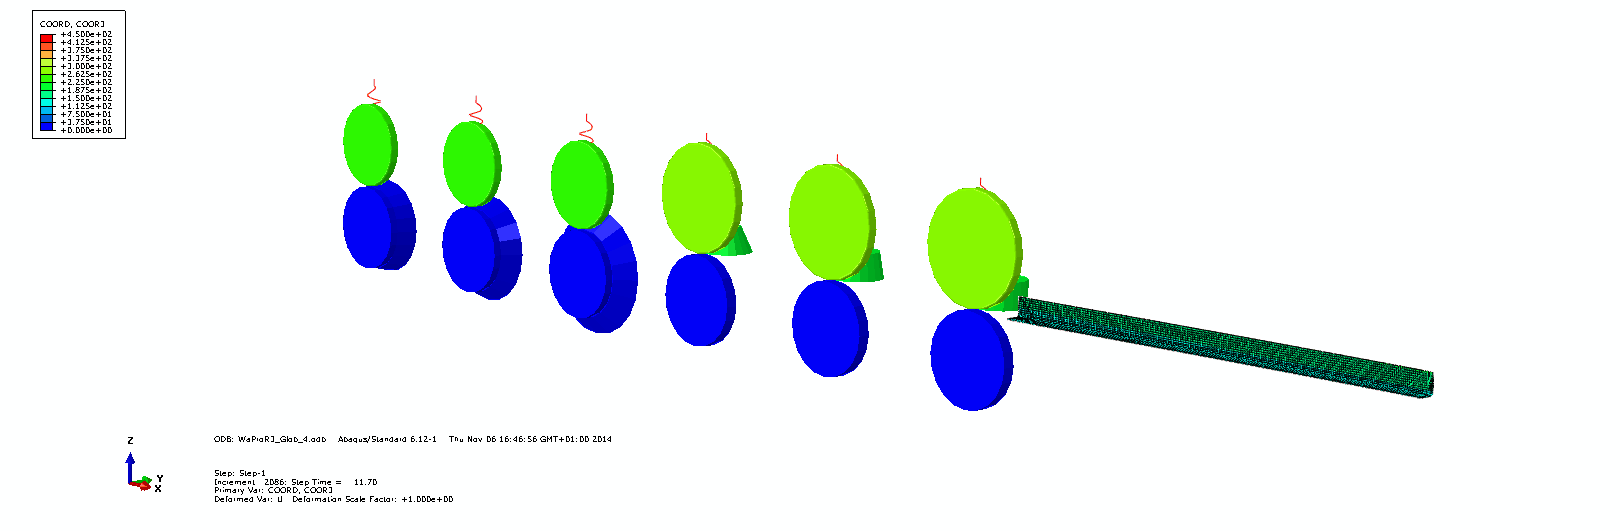 COORD, COOR3
+4.500e+02
+4.125e+02
+3.750e+02
+3.375e+02
+3.000e+02
+2.625e+02
+2.250e+02
+1.875e+02
+1.500e+02
+1.125e+02
+7.500e+01
+3.750e+01
+0.000e+00
Z
Y
X
ODB: WaProR3_Glob_4.odb Abaqus/Standard 6.12-1 Thu Nov 06 16:46:56 GMT+01:00 2014
Step: Step-1
Increment 2086: Step Time = 11.70
Primary Var: COORD, COOR3
Deformed Var: U Deformation Scale Factor: +1.000e+00